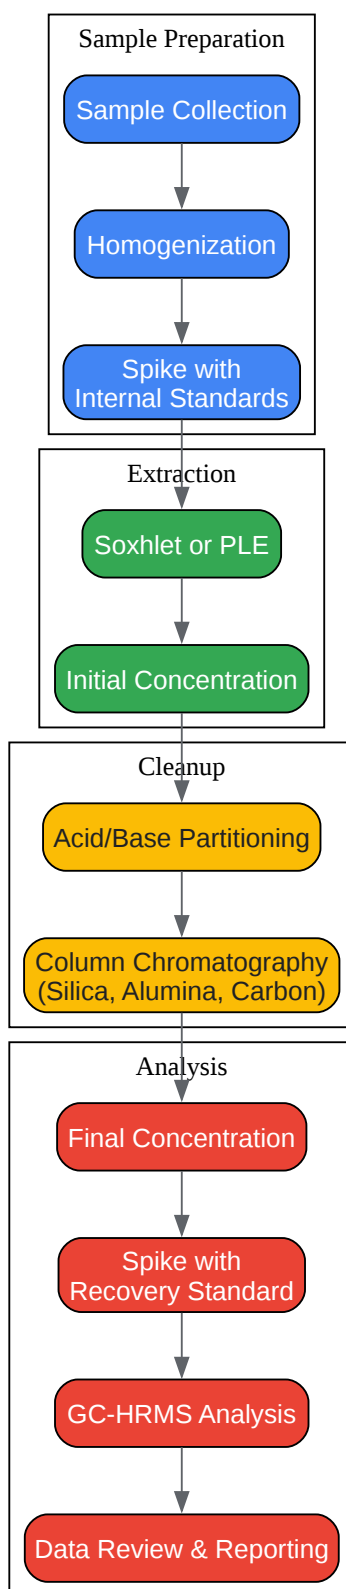 Sample Preparation
Sample Collection
Homogenization
Spike with
Internal Standards
Extraction
Soxhlet or PLE
Initial Concentration
Cleanup
Acid/Base Partitioning
Column Chromatography
(Silica, Alumina, Carbon)
Analysis
Final Concentration
Spike with
Recovery Standard
GC-HRMS Analysis
Data Review & Reporting